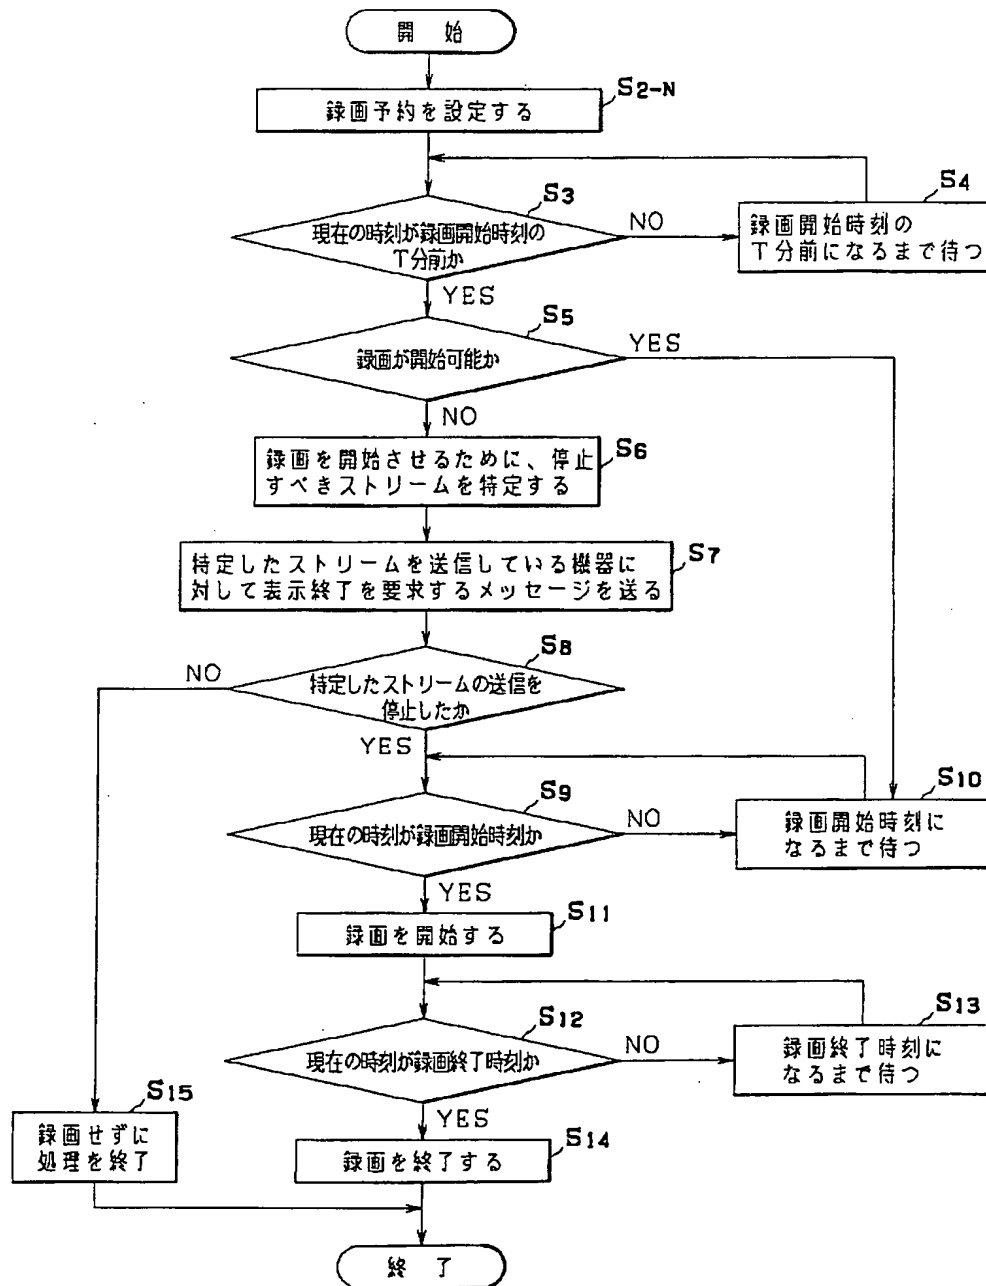 開 始
S2-N
録画予約を設定する
S3
現在の時刻が録画開始時刻の
T分前か
NO
S4
録画開始時刻の
T分前になるまで待つ
YES
S5
録画が開始可能か
YES
NO
S6
録画を開始させるために、停止
すべきストリームを特定する
S7
特定したストリームを送信している機器に
対して表示終了を要求するメッセージを送る
S8
NO
特定したストリームの送信を
停止したか
YES
S9
現在の時刻が録画開始時刻か
NO
S10
録画開始時刻に
なるまで待つ
YES
S11
録画を開始する
S12
現在の時刻が録画終了時刻か
NO
S13
録画終了時刻に
なるまで待つ
YES
S15
録画せずに
処理を終了
S14
録画を終了する
終 了